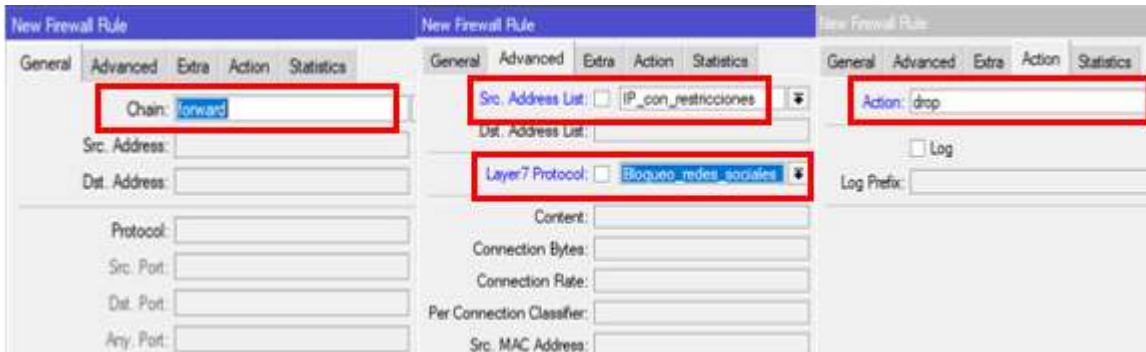 New Firewall Rule
General Advanced Extra Action Statistics
Chain: forward
Src. Address:
Dst. Address:
Protocol:
Src. Port:
Dst. Port:
Any. Port:
New Firewall Rule
General Advanced Extra Action Statistics
Src. Address List: IP_con_restricciones
Dst. Address List:
Layer7 Protocol: Bloqueo_redes_sociales
Content:
Connection Bytes:
Connection Rate:
Per Connection Classifier:
Src. MAC Address:
New Firewall Rule
General Advanced Extra Action Statistics
Action: drop
Log
Log Prefix: